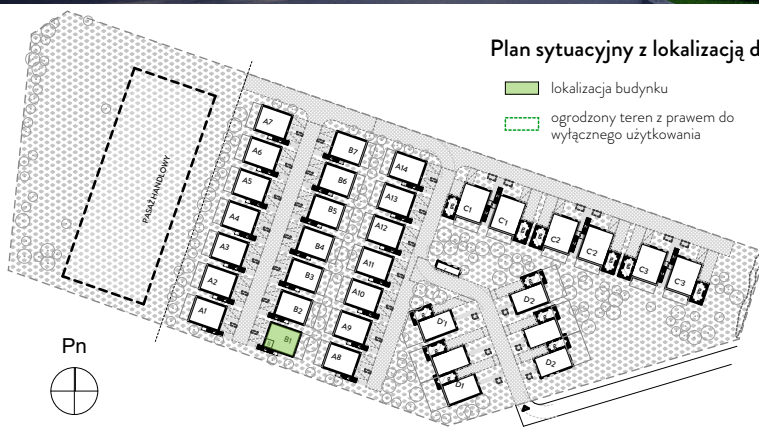 Plan sytuacyjny z lokalizacją d
lokalizacja budynku
ogrodzony teren z prawem do
wyłącznego użytkowania
PASAŻ HANDLOWY
A7
A6
A5
A4
A3
A2
A1
B7
B6
B5
B4
B3
B2
B1
A14
A13
A12
A11
A10
A9
A8
C1
C1
C2
C2
C3
C3
D1
D1
D2
D2
Pn